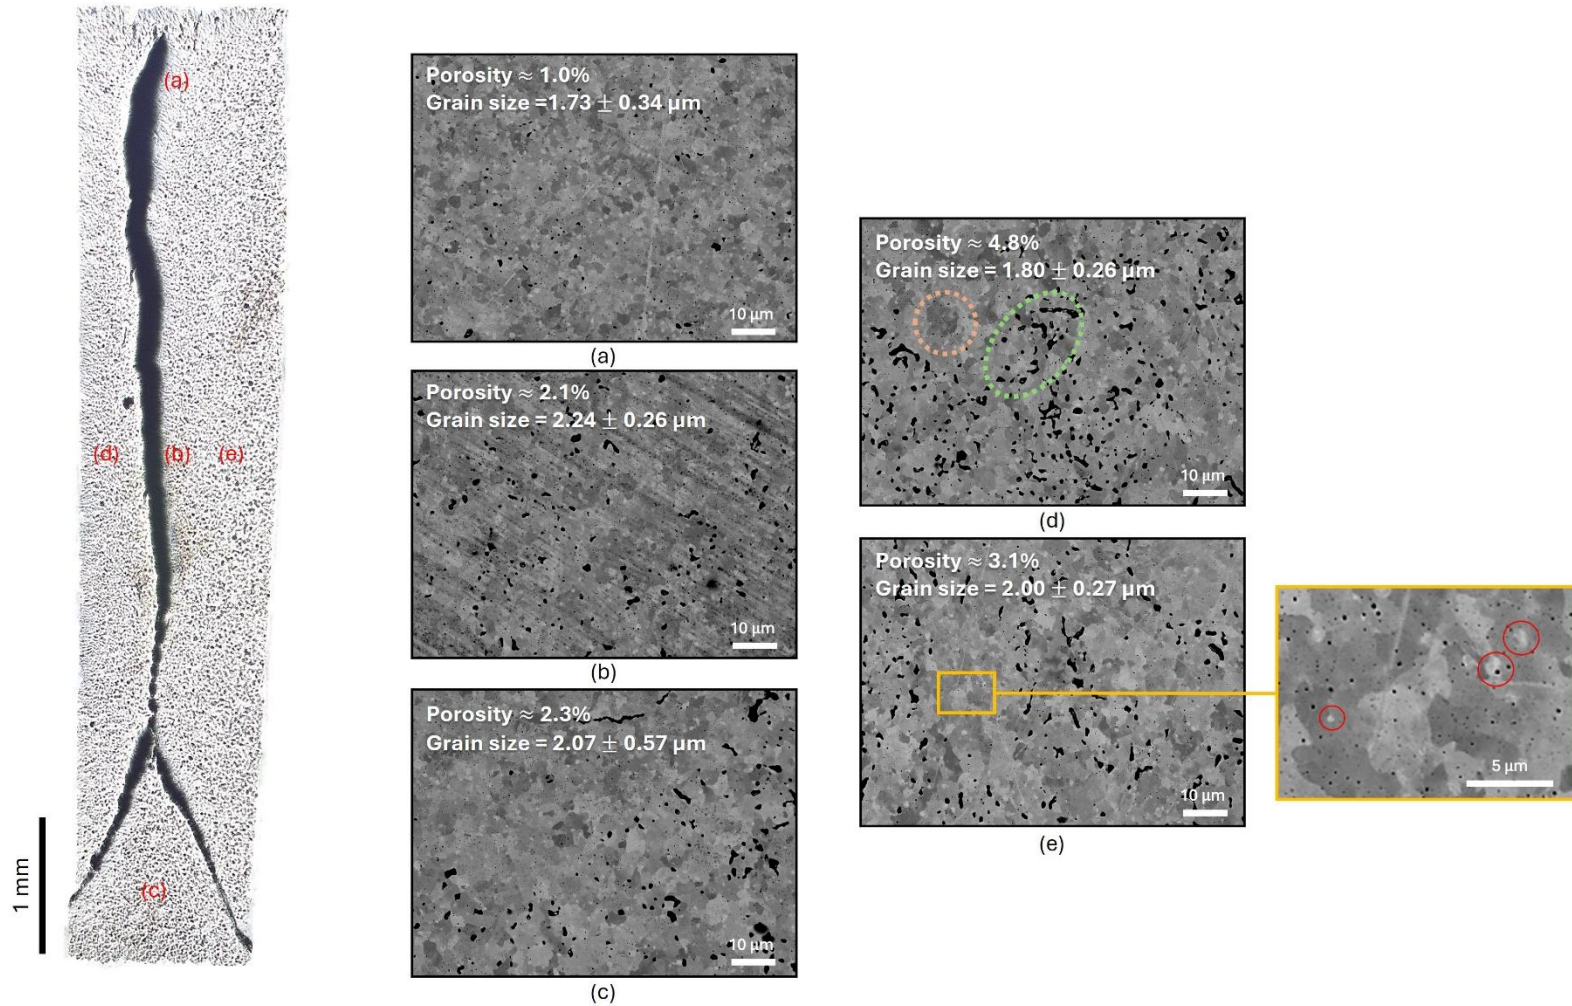 (a)
(d)
(b)
(e)
(c)
1 mm
Porosity ≈ 1.0%
Grain size =1.73 ± 0.34 µm
10 µm
(a)
Porosity ≈ 2.1%
Grain size = 2.24 ± 0.26 µm
10 µm
(b)
Porosity ≈ 2.3%
Grain size = 2.07 ± 0.57 µm
10 µm
(c)
Porosity ≈ 4.8%
Grain size = 1.80 ± 0.26 µm
10 µm
(d)
Porosity ≈ 3.1%
Grain size = 2.00 ± 0.27 µm
10 µm
(e)
5 µm